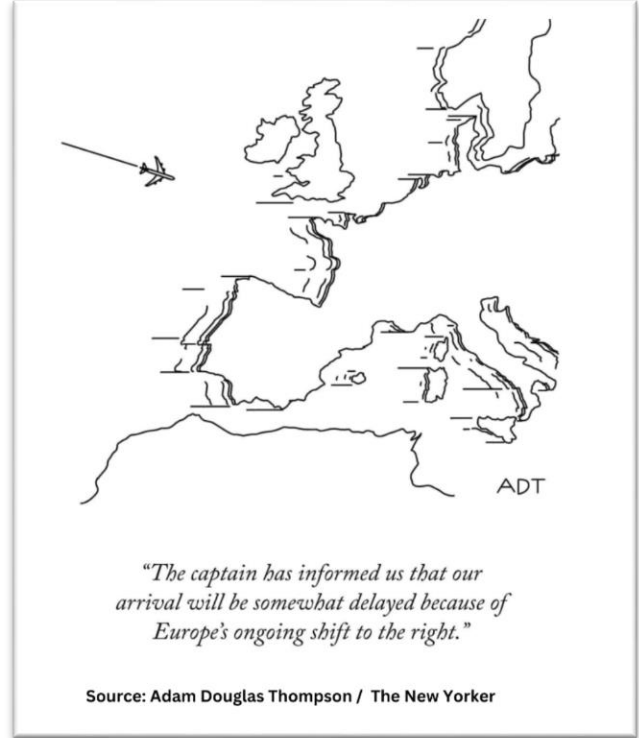 ADT
“The captain has informed us that our
arrival will be somewhat delayed because of
Europe’s ongoing shift to the right.”
Source: Adam Douglas Thompson / The New Yorker